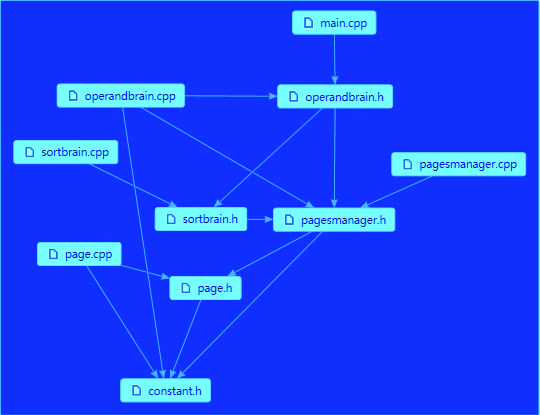 main.cpp
operandbrain.cpp
operandbrain.h
sortbrain.cpp
pagesmanager.cpp
sortbrain.h
pagesmanager.h
page.cpp
page.h
constant.h